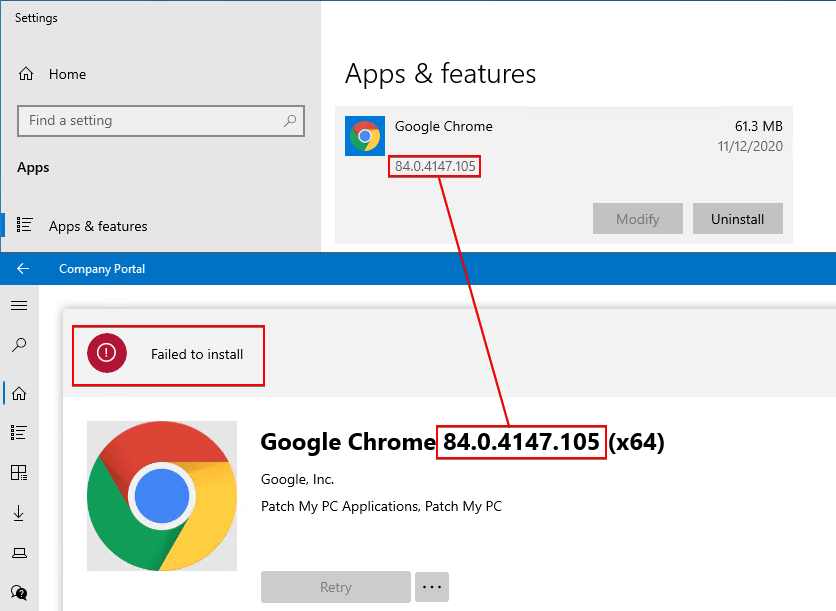 Settings
Home
Find a setting
Apps
Apps & features
Apps & features
Google Chrome
61.3 MB
84.0.4147.105
11/12/2020
Modify
Uninstall
Company Portal
Failed to install
Google Chrome 84.0.4147.105 (x64)
Google, Inc.
Patch My PC Applications, Patch My PC
Retry